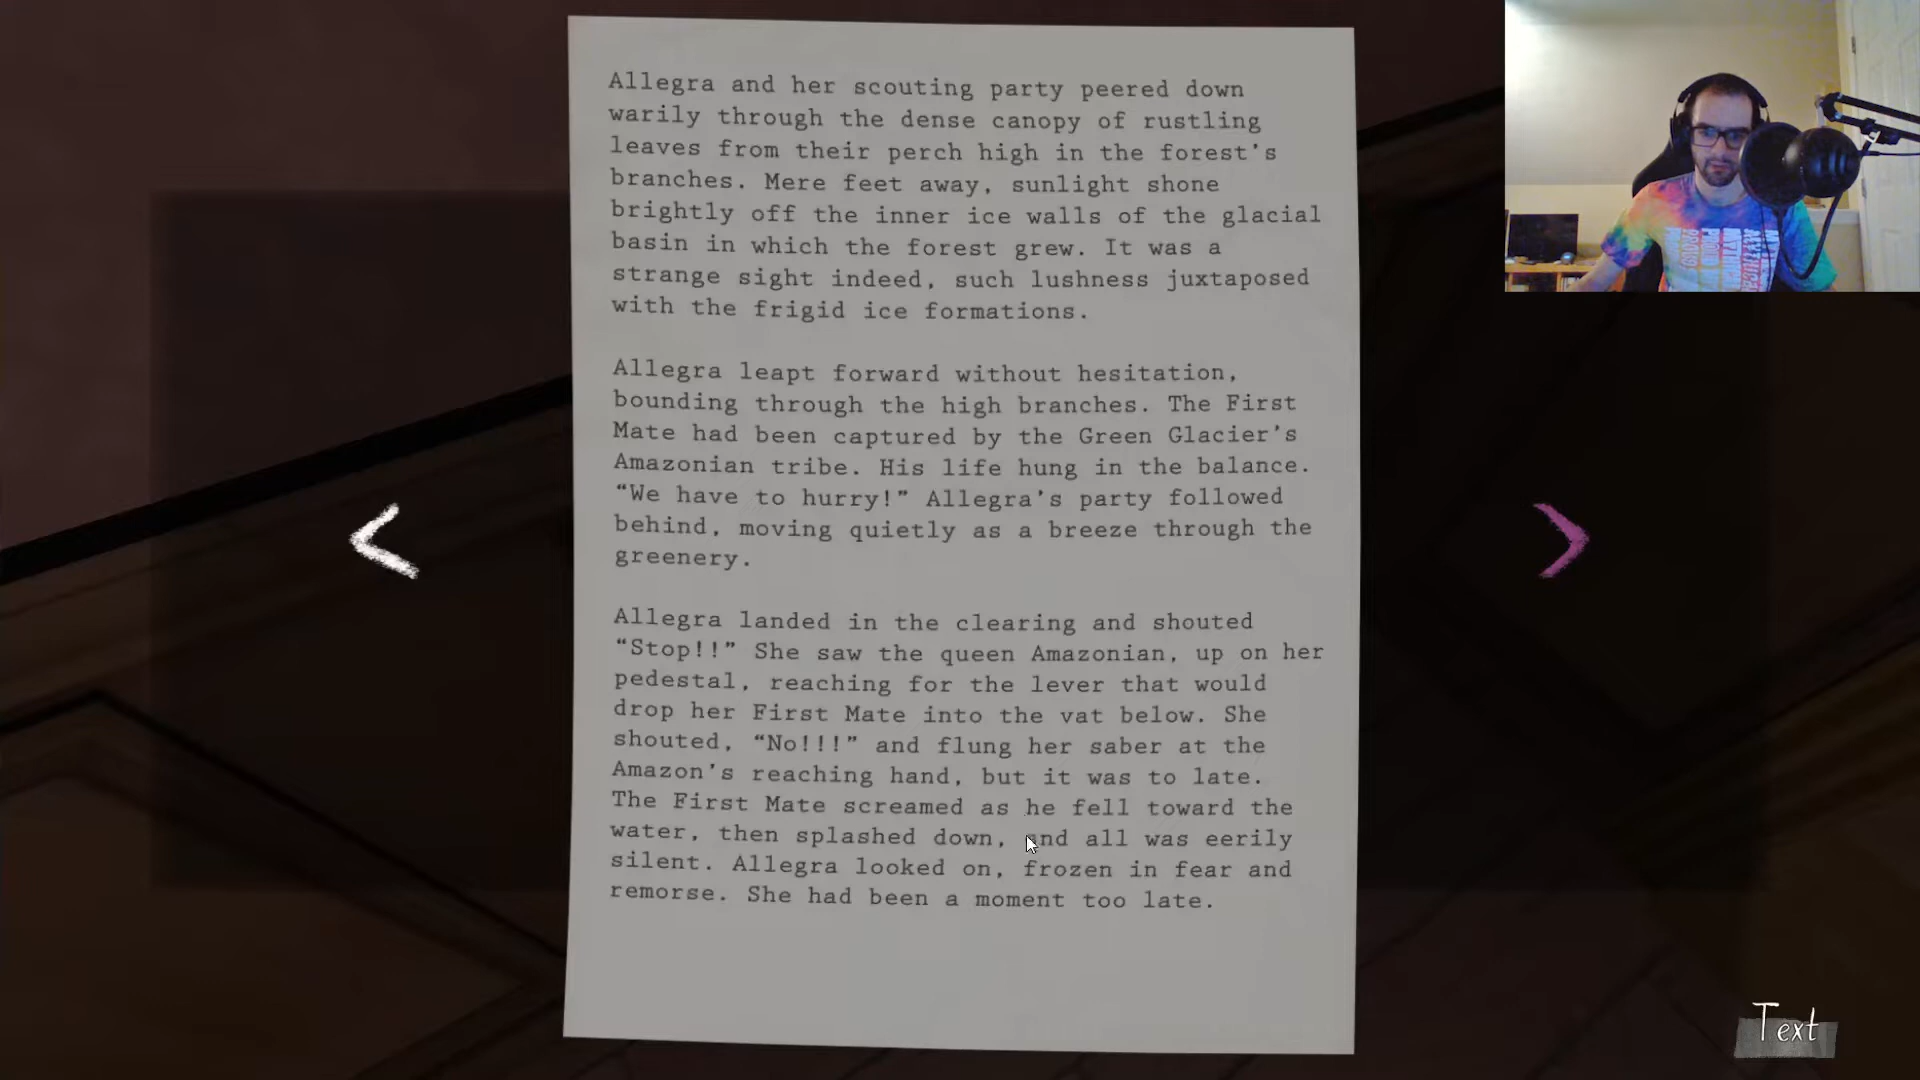 Allegra and her scouting party peered down
warily through the dense canopy of rustling
leaves from their perch high in the forest's
branches. Mere feet away, sunlight shone
brightly off the inner ice walls of the glacial
basin in which the forest grew. It was a
strange sight indeed, such lushness juxtaposed
with the frigid ice formations.
Allegra leapt forward without hesitation,
bounding through the high branches. The First
Mate had been captured by the Green Glacier's
Amazonian tribe. His life hung in the balance.
“We have to hurry!” Allegra's party followed
behind, moving quietly as a breeze through the
greenery.
Allegra landed in the clearing and shouted
“Stop!!” She saw the queen Amazonian, up on her
pedestal, reaching for the lever that would
drop her First Mate into the vat below. She
shouted, “No!!!” and flung her saber at the
Amazon's reaching hand, but it was to late.
The First Mate screamed as he fell toward the
water, then splashed down, and all was eerily
silent. Allegra looked on, frozen in fear and
remorse. She had been a moment too late.
Text